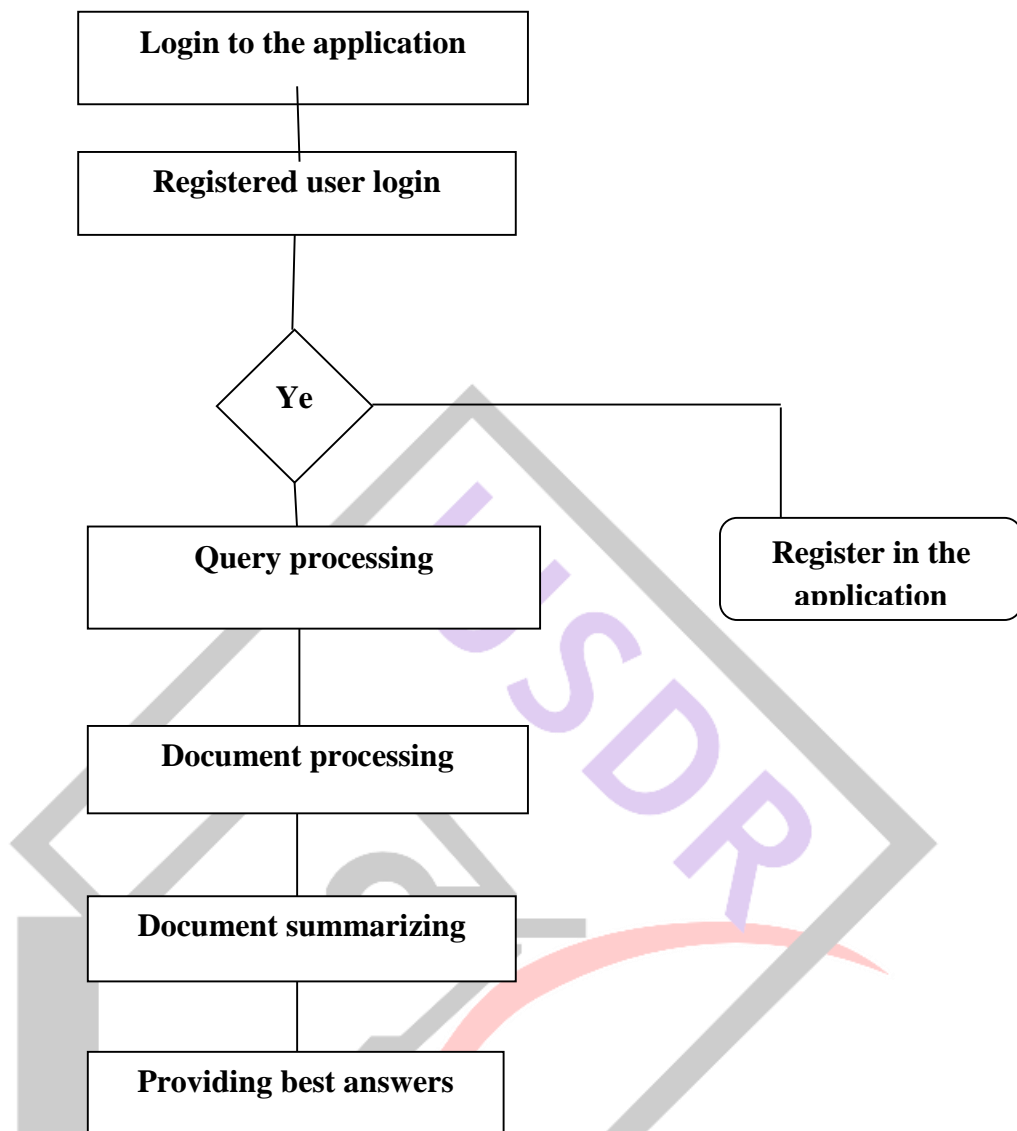 Login to the application
Registered user login
Ye
Query processing
Register in the
application
Document processing
Document summarizing
Providing best answers
USDR